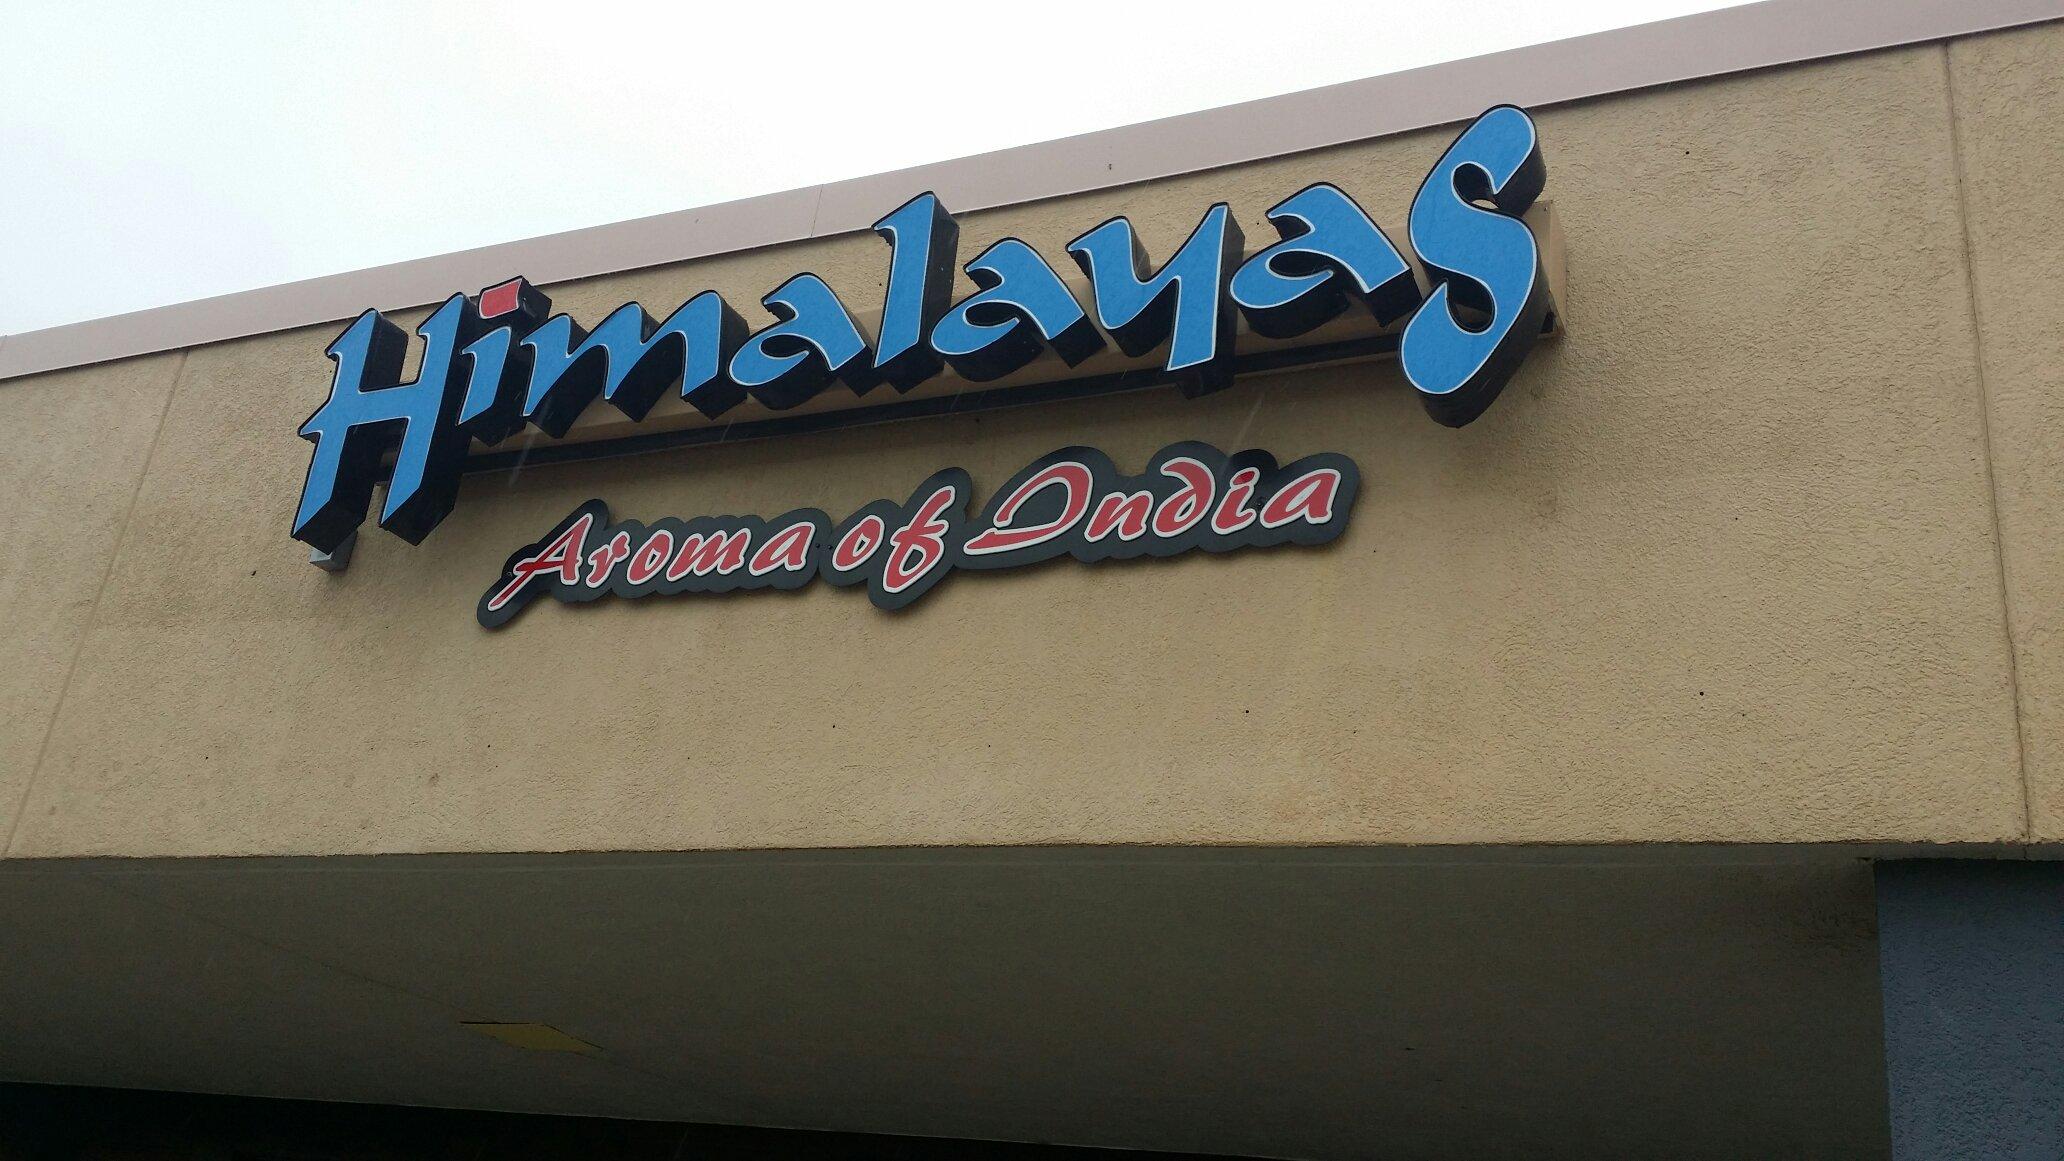 Himalayas
Aroma of India